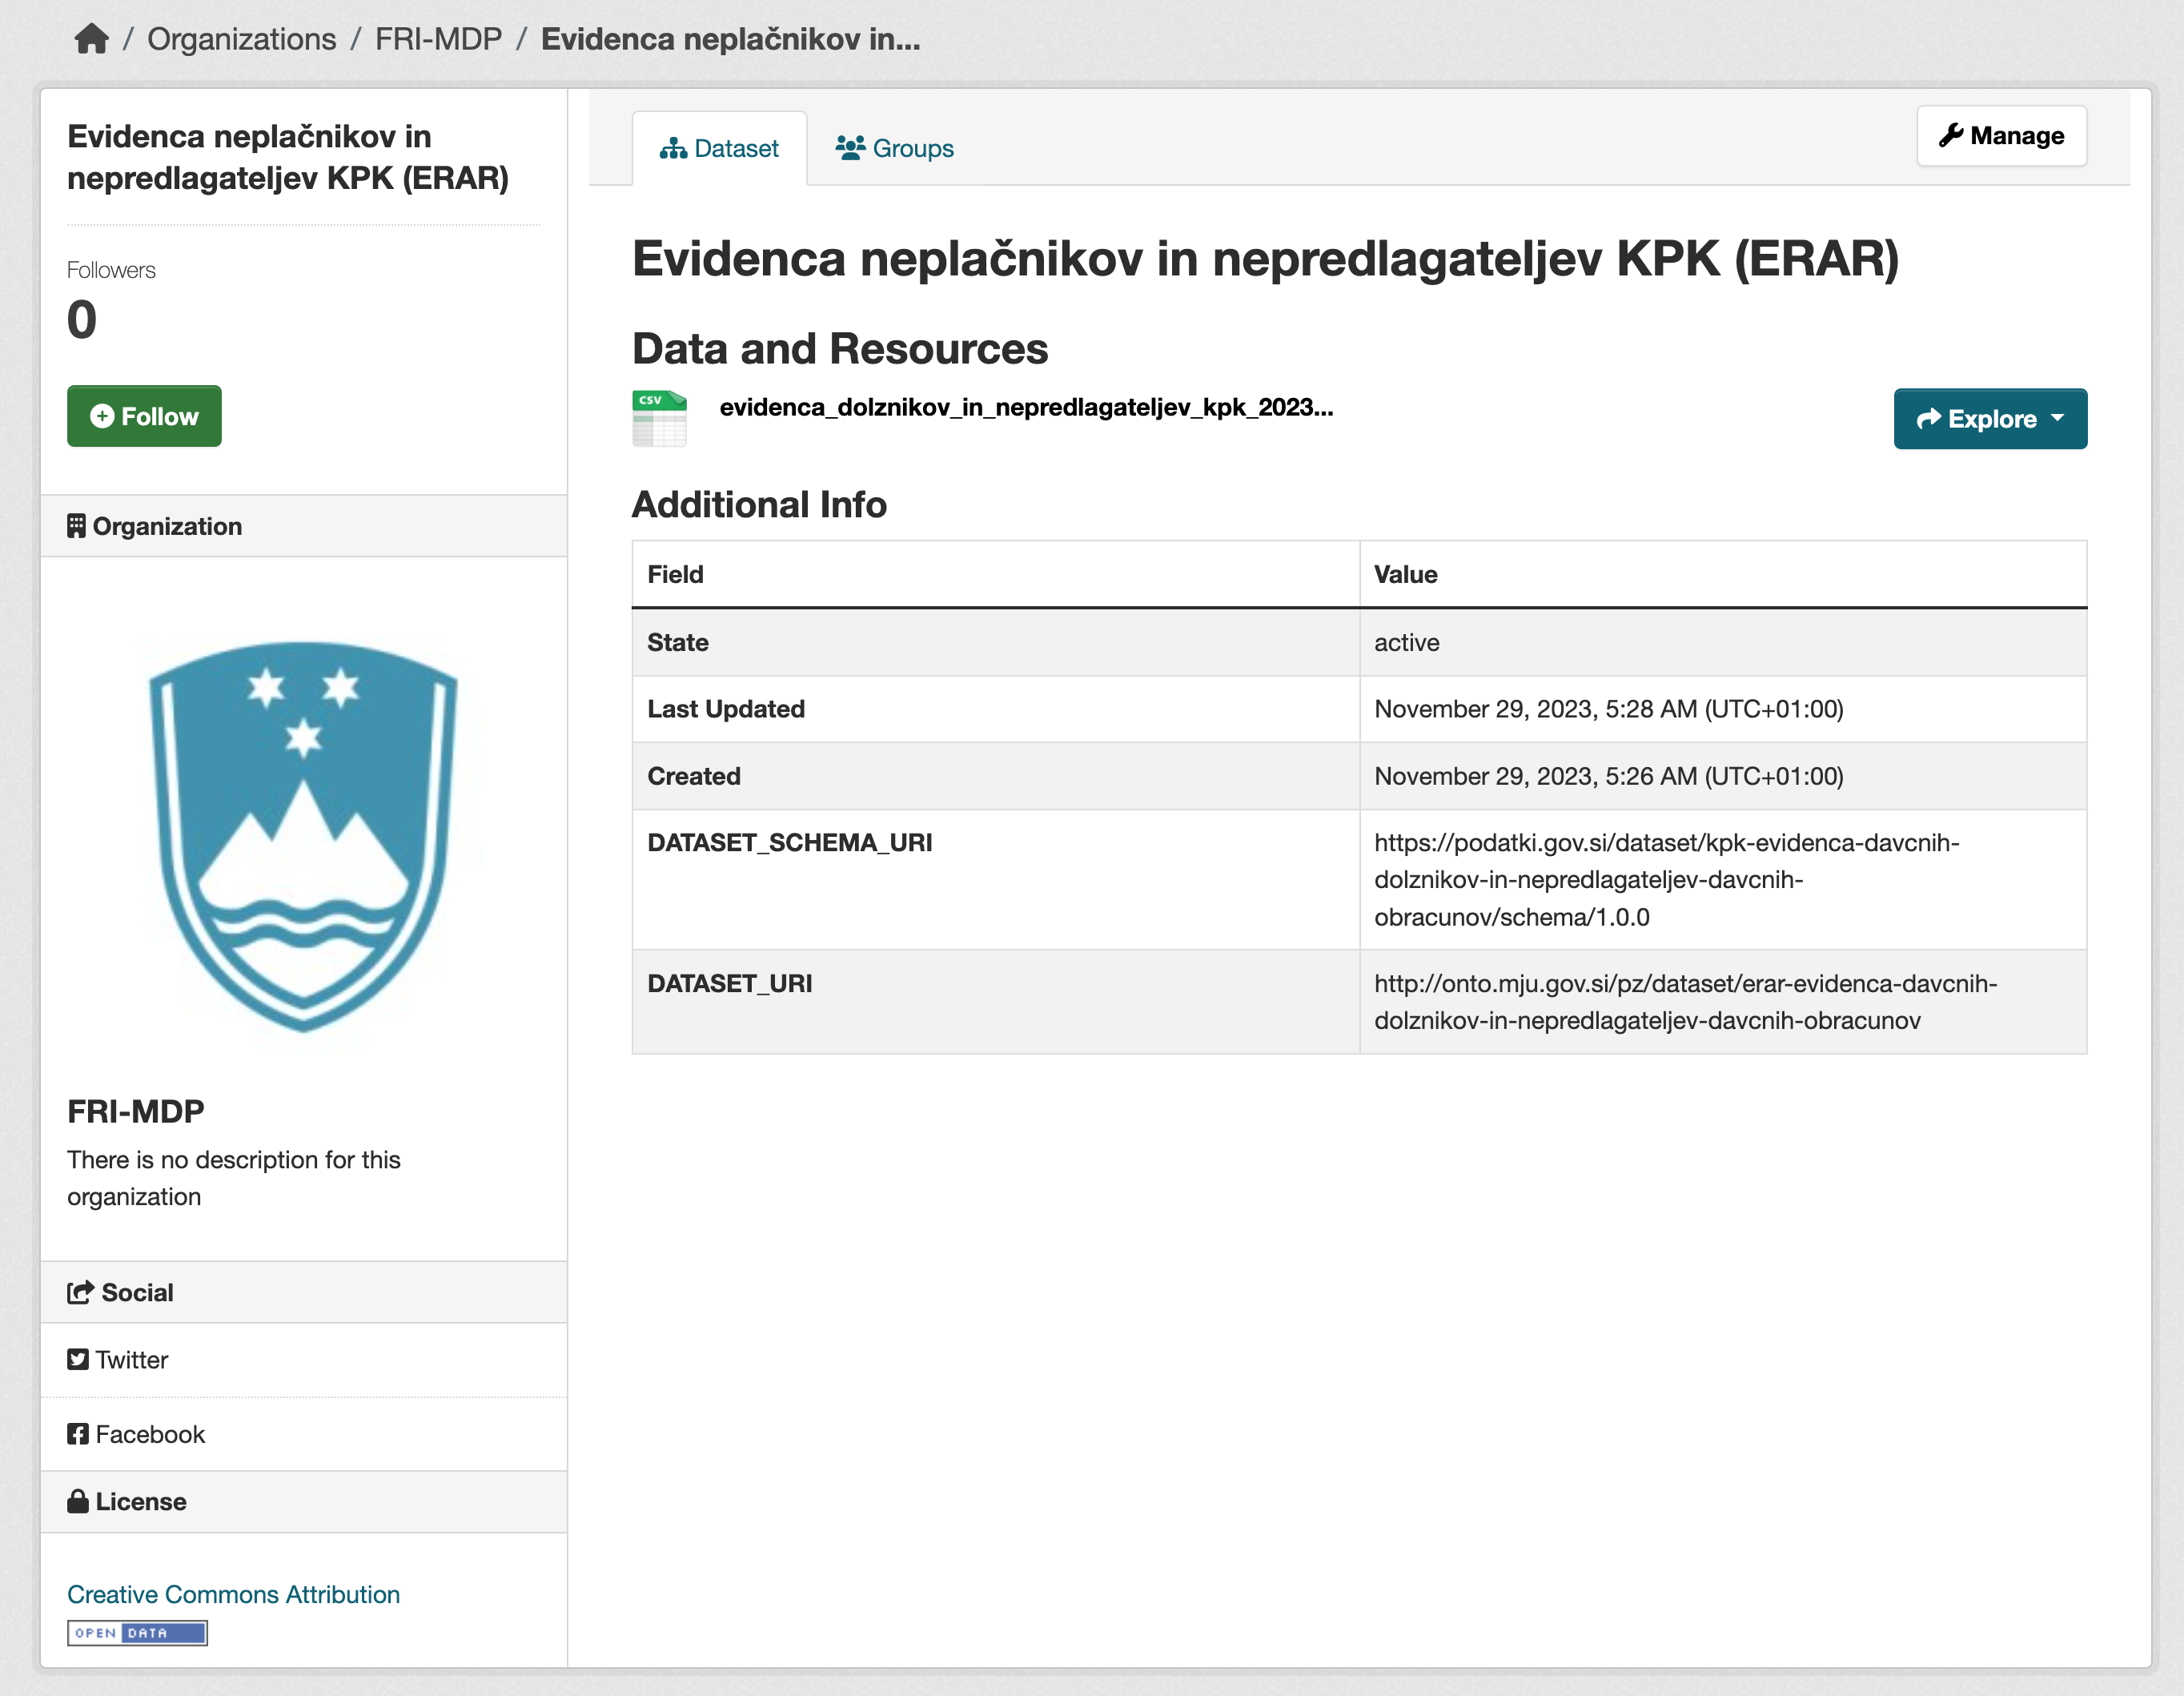 / Organizations / FRI-MDP / Evidenca neplačnikov in...
Evidenca neplačnikov in
nepredlagateljev KPK (ERAR)
Followers
0
Follow
Organization
FRI-MDP
There is no description for this
organization
Social
Twitter
Facebook
License
Creative Commons Attribution
OPEN DATA
Dataset
Groups
Manage
Evidenca neplačnikov in nepredlagateljev KPK (ERAR)
Data and Resources
CSV
evidenca_dolznikov_in_nepredlagateljev_kpk_2023...
Explore
Additional Info
Field Value
State active
Last Updated November 29, 2023, 5:28 AM (UTC+01:00)
Created November 29, 2023, 5:26 AM (UTC+01:00)
DATASET_SCHEMA_URI https://podatki.gov.si/dataset/kpk-evidenca-davcnih-
dolznikov-in-nepredlagateljev-davcnih-
obracunov/schema/1.0.0
DATASET_URI http://onto.mju.gov.si/pz/dataset/erar-evidenca-davcnih-
dolznikov-in-nepredlagateljev-davcnih-obracunov